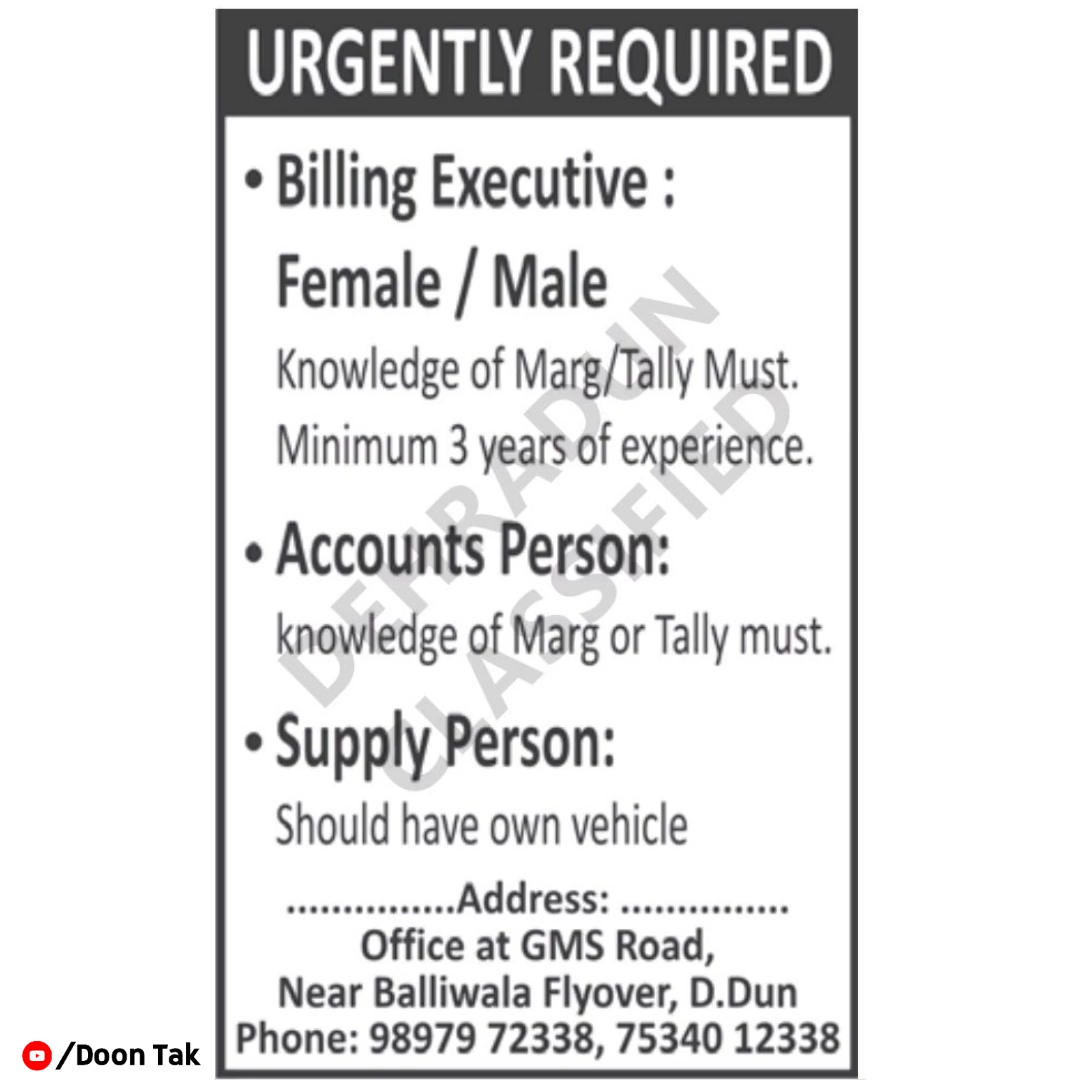 URGENTLY REQUIRED
• Billing Executive :
Female / Male
Knowledge of Marg/Tally Must.
Minimum 3 years of experience.
• Accounts Person:
knowledge of Marg or Tally must.
• Supply Person:
Should have own vehicle
...............Address: ...............
Office at GMS Road,
Near Balliwala Flyover, D.Dun
Phone: 98979 72338, 75340 12338
DEHRADUN
CLASSIFIED
/Doon Tak